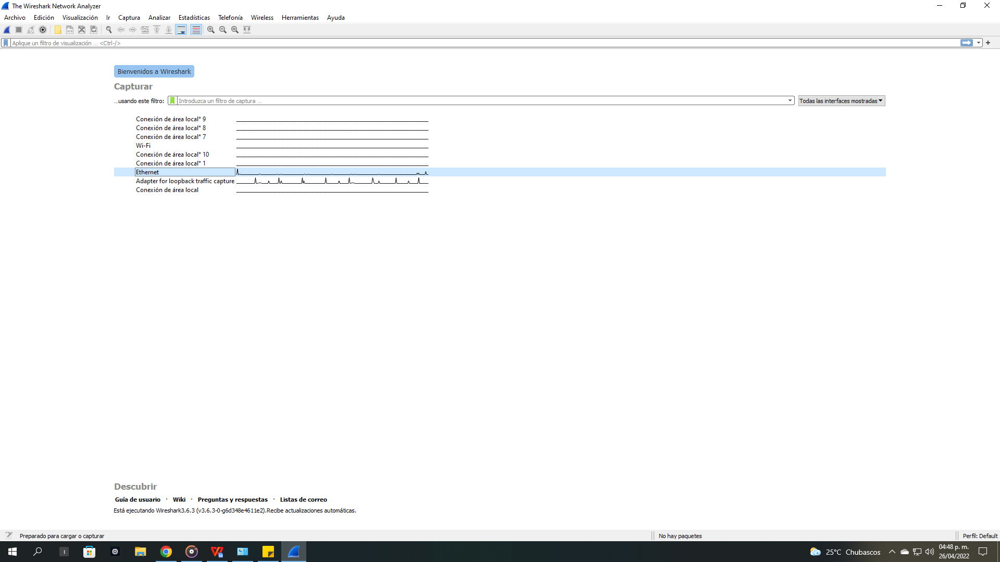 The Wireshark Network Analyzer
Archivo Edición Visualización Ir Captura Analizar Estadísticas Telefonía Wireless Herramientas Ayuda
Aplique un filtro de visualización ... <Ctrl-/>
Bienvenidos a Wireshark
Capturar
...usando este filtro: Introduzca un filtro de captura ... Todas las interfaces mostradas
Conexión de área local* 9
Conexión de área local* 8
Conexión de área local* 7
Wi-Fi
Conexión de área local* 10
Conexión de área local* 1
Ethernet
Adapter for loopback traffic capture
Conexión de área local
Descubrir
Guía de usuario · Wiki · Preguntas y respuestas · Listas de correo
Está ejecutando Wireshark3.6.3 (v3.6.3-0-g6d348e4611e2).Recibe actualizaciones automáticas.
Preparado para cargar o capturar No hay paquetes Perfil: Default
25°C Chubascos 04:48 p. m.
26/04/2022